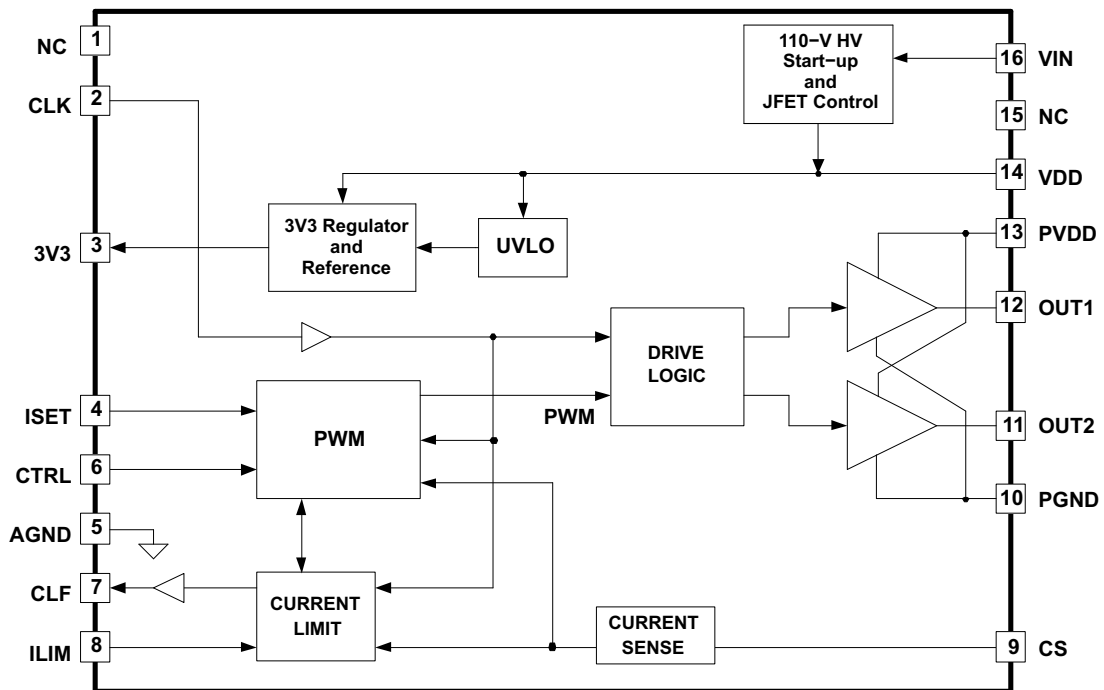 NC 1
CLK 2
3V3 3
ISET 4
CTRL 6
AGND 5
CLF 7
ILIM 8
110−V HV
Start−up
and
JFET Control
3V3 Regulator
and
Reference
UVLO
DRIVE
LOGIC
PWM
PWM
CURRENT
LIMIT
CURRENT
SENSE
16 VIN
15 NC
14 VDD
13 PVDD
12 OUT1
11 OUT2
10 PGND
9 CS